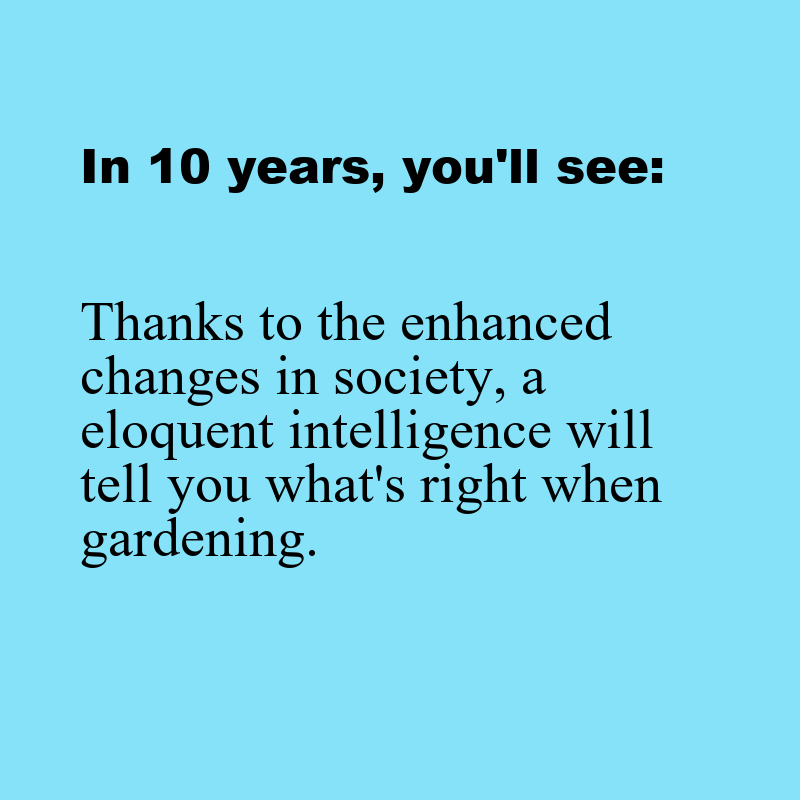 In 10 years, you'll see:
Thanks to the enhanced
changes in society, a
eloquent intelligence will
tell you what's right when
gardening.